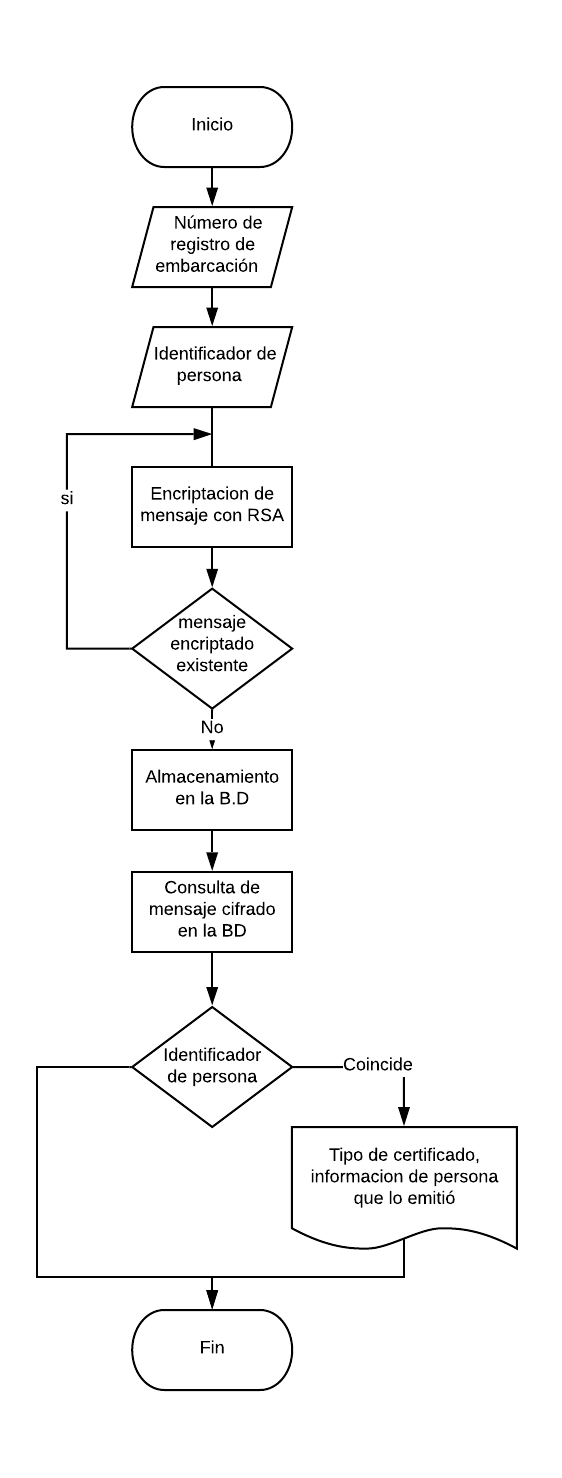 Inicio
Número de
registro de
embarcación
Identificador de
persona
si
Encriptacion de
mensaje con RSA
mensaje
encriptado
existente
No
Almacenamiento
en la B.D
Consulta de
mensaje cifrado
en la BD
Identificador
de persona
Coincide
Tipo de certificado,
informacion de persona
que lo emitió
Fin